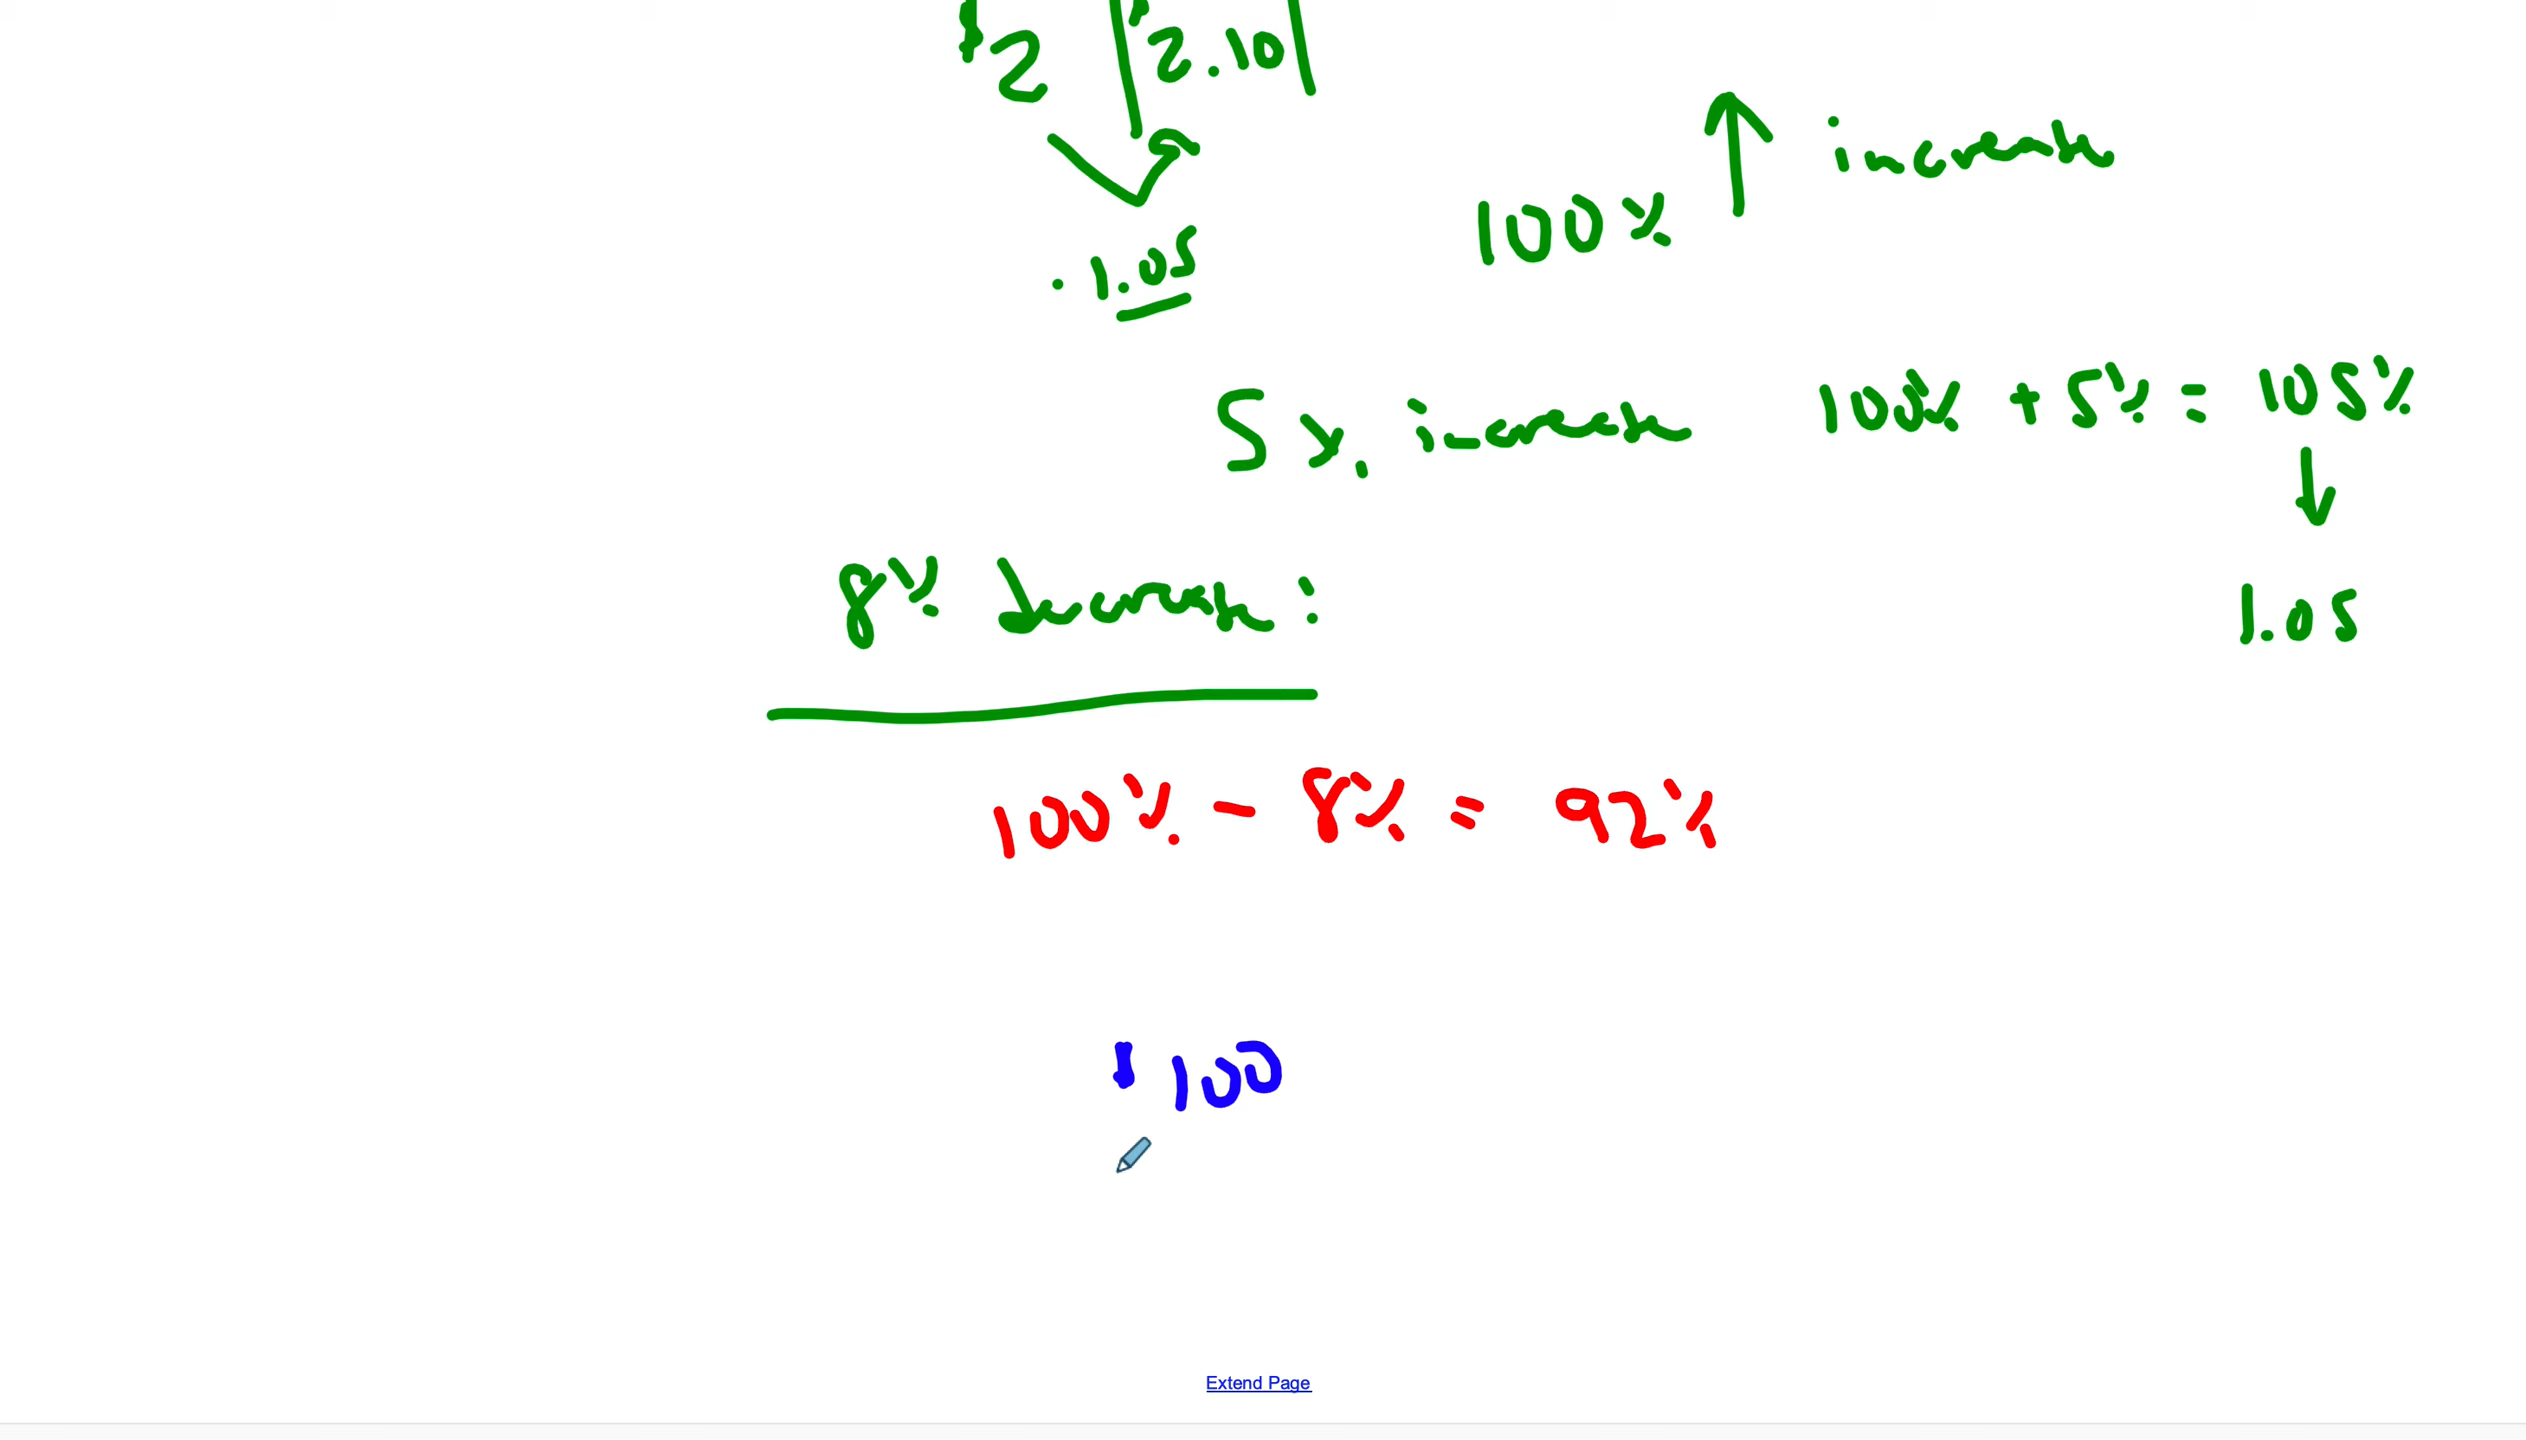 $2 | 2.10 |
100% ↑ increase
. 1.05
5% increase 100% + 5% = 105%
↓
8% decrease :
1.05
100% - 8% = 92%
$100
Extend Page